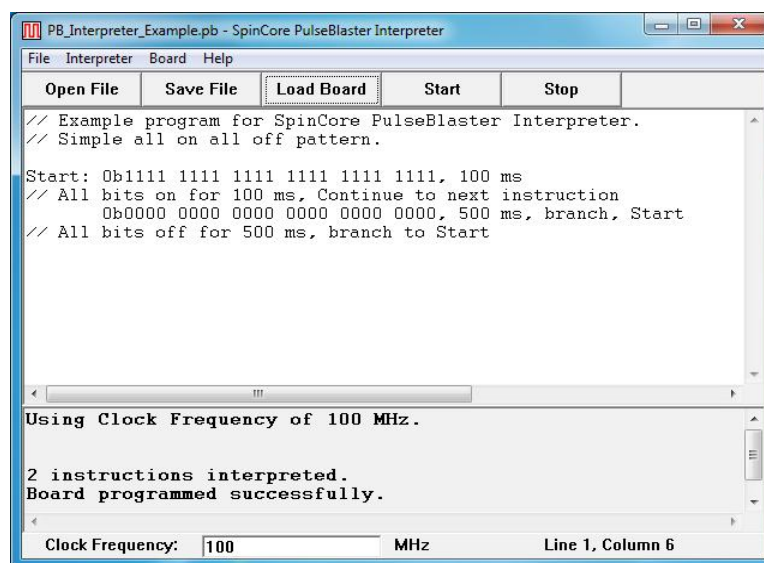 PB_Interpreter_Example.pb - SpinCore PulseBlaster Interpreter
File Interpreter Board Help
Open File Save File Load Board Start Stop
// Example program for SpinCore PulseBlaster Interpreter.
// Simple all on all off pattern.
Start: 0b1111 1111 1111 1111 1111 1111, 100 ms
// All bits on for 100 ms, Continue to next instruction
0b0000 0000 0000 0000 0000 0000, 500 ms, branch, Start
// All bits off for 500 ms, branch to Start
Using Clock Frequency of 100 MHz.
2 instructions interpreted.
Board programmed successfully.
Clock Frequency: 100 MHz Line 1, Column 6